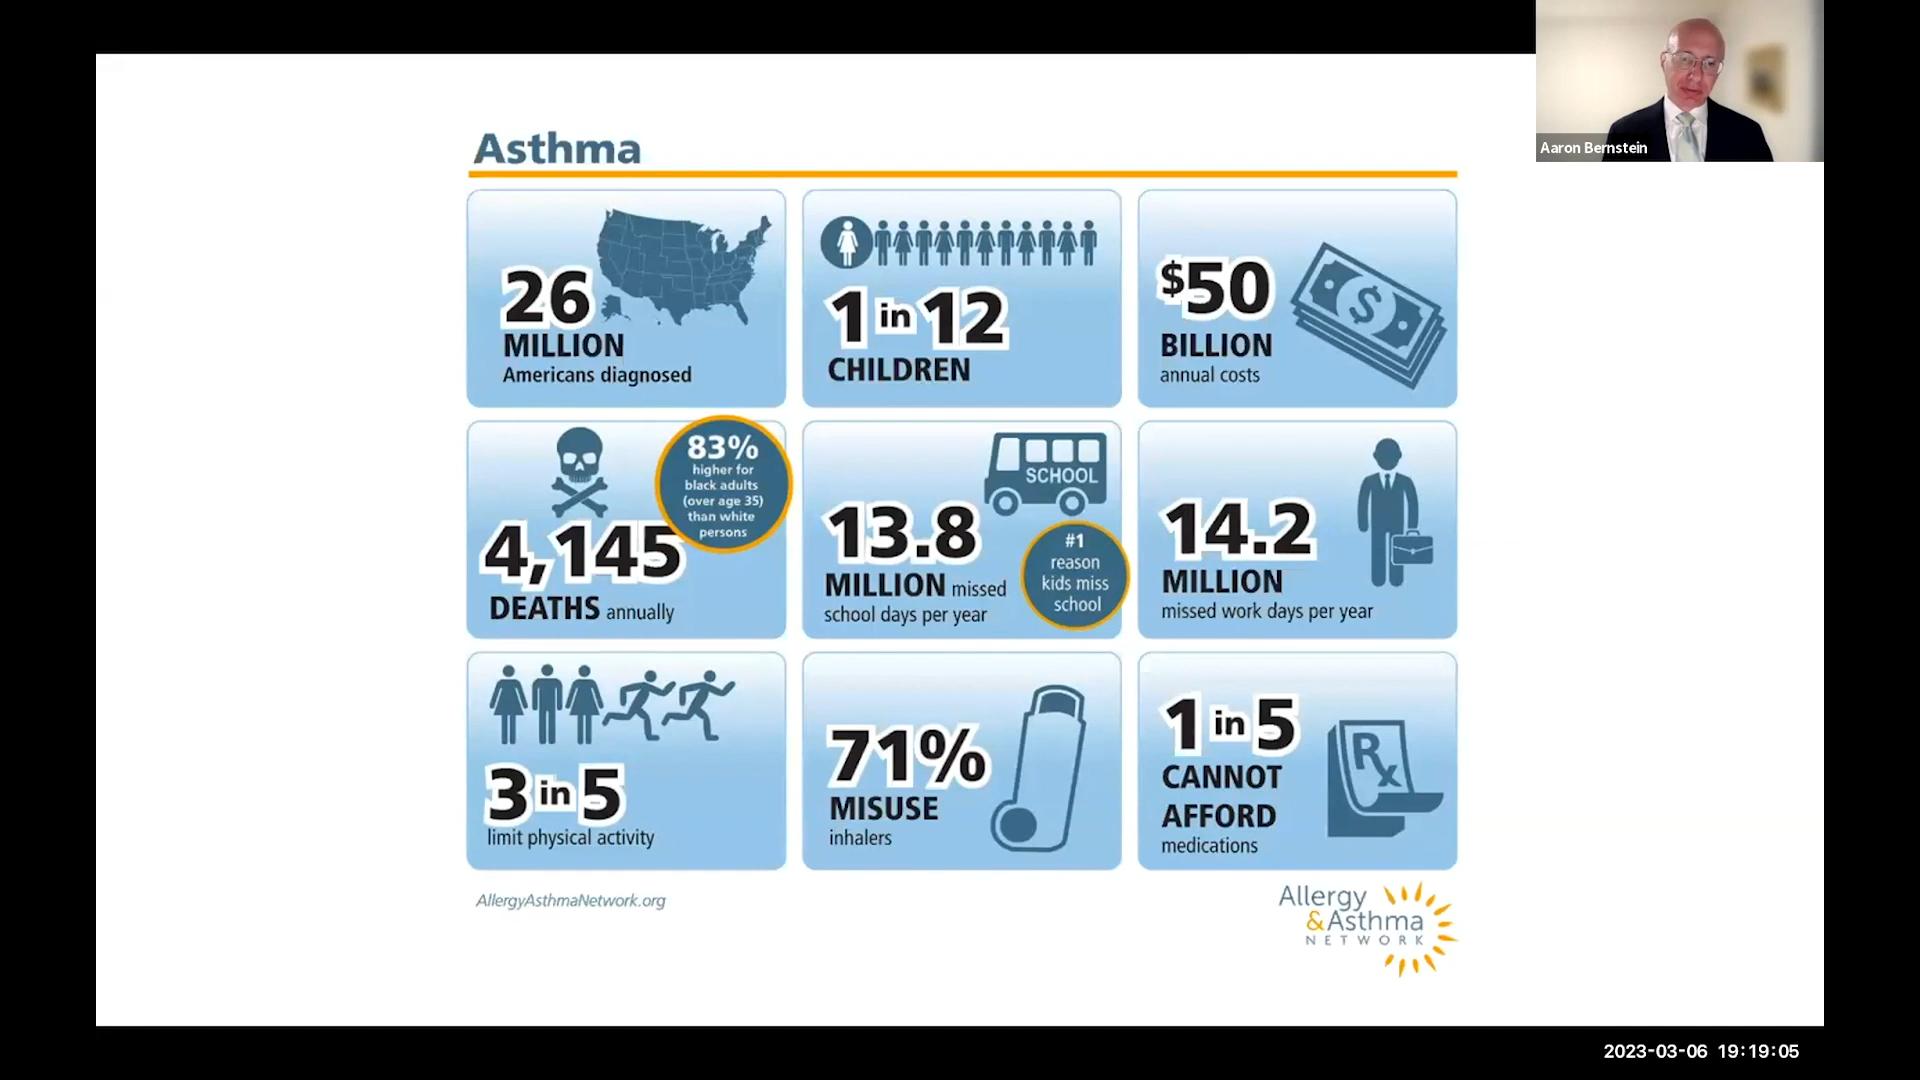 Aaron Bernstein
Asthma
26
MILLION
Americans diagnosed
1 in 12
CHILDREN
$50
BILLION
annual costs
83%
higher for
black adults
(over age 35)
than white
persons
4,145
DEATHS annually
SCHOOL
13.8
MILLION missed
school days per year
#1
reason
kids miss
school
14.2
MILLION
missed work days per year
3 in 5
limit physical activity
71%
MISUSE
inhalers
1 in 5
CANNOT
AFFORD
medications
Rx
AllergyAsthmaNetwork.org
Allergy
&Asthma
NETWORK
2023-03-06 19:19:05